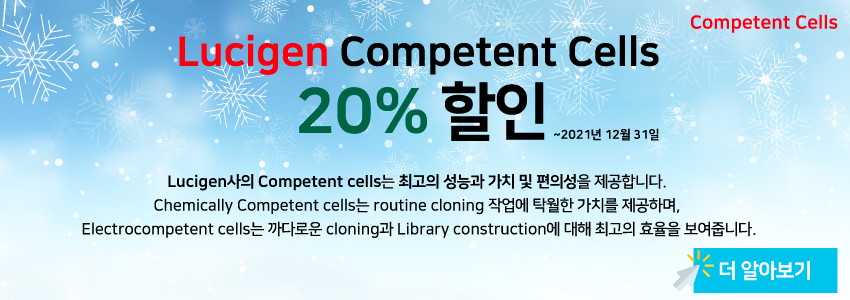 Competent Cells
Lucigen Competent Cells
20% 할인 ~2021년 12월 31일
Lucigen사의 Competent cells는 최고의 성능과 가치 및 편의성을 제공합니다.
Chemically Competent cells는 routine cloning 작업에 탁월한 가치를 제공하며,
Electrocompetent cells는 까다로운 cloning과 Library construction에 대해 최고의 효율을 보여줍니다.
더 알아보기